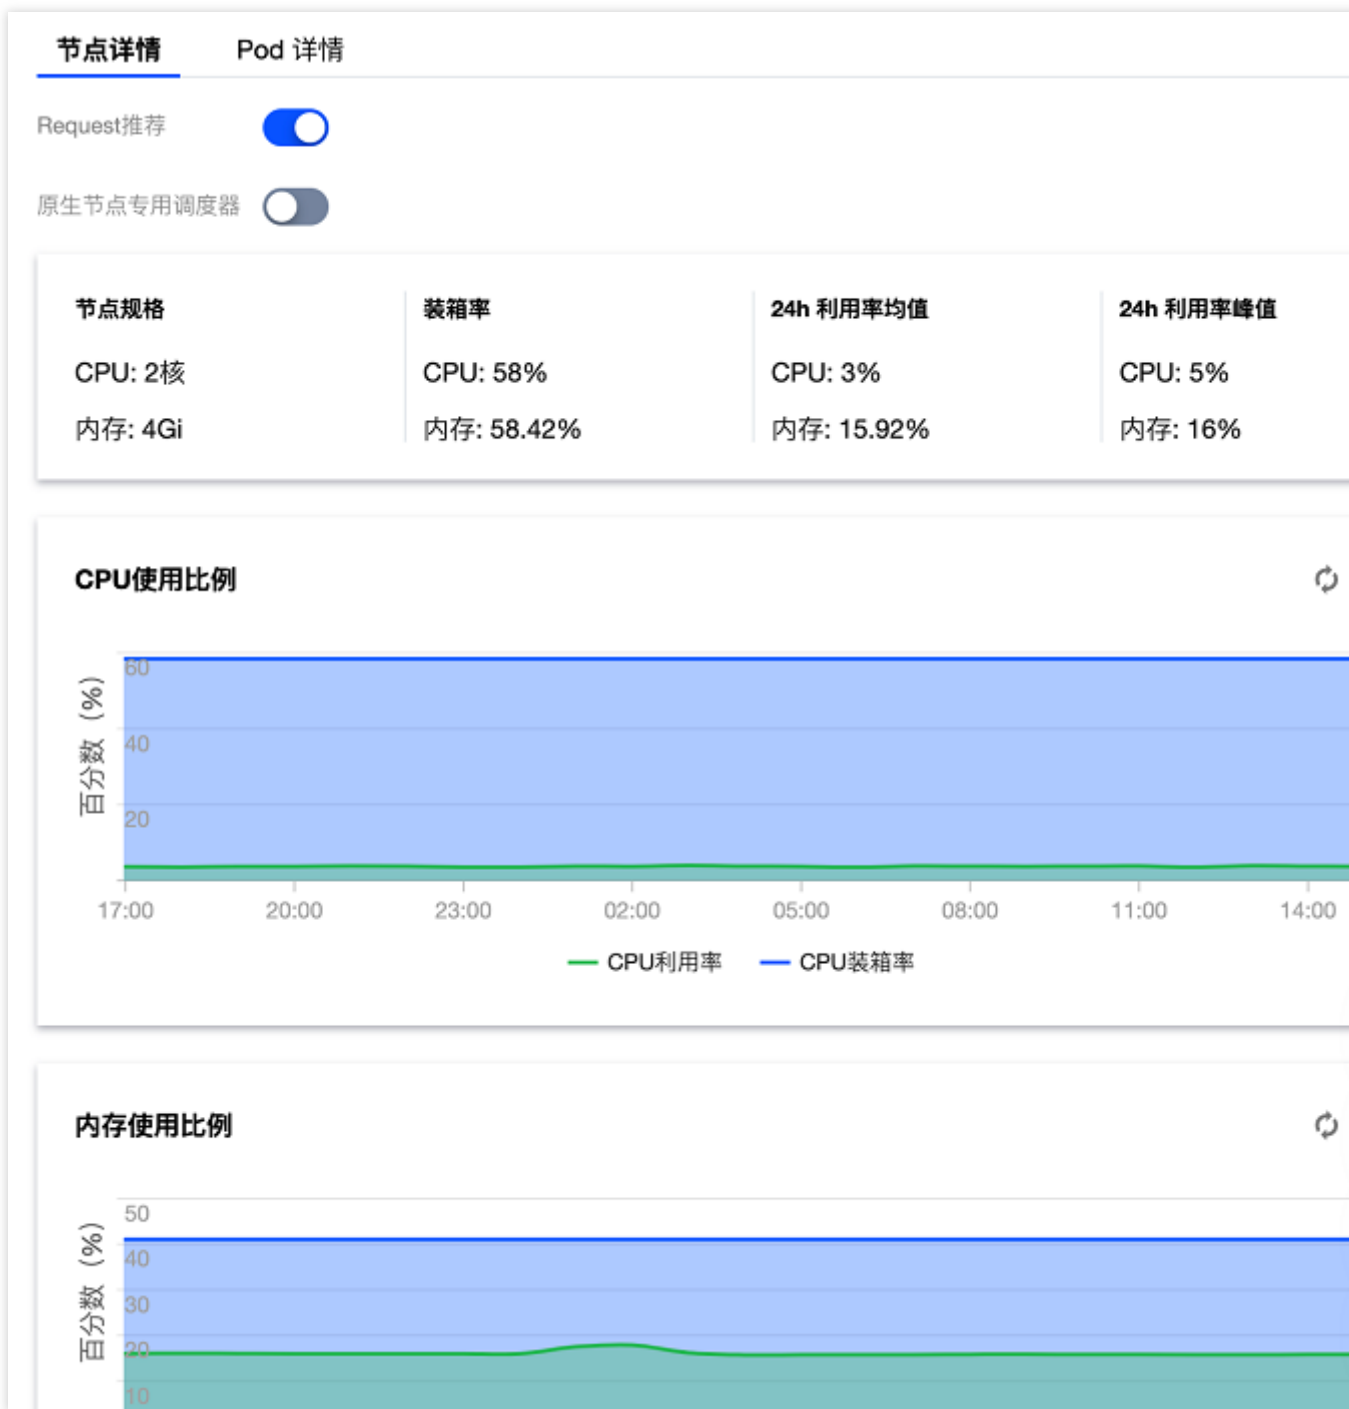 节点详情 Pod 详情
Request推荐
原生节点专用调度器
节点规格 装箱率 24h 利用率均值 24h 利用率峰值
CPU: 2核 CPU: 58% CPU: 3% CPU: 5%
内存: 4Gi 内存: 58.42% 内存: 15.92% 内存: 16%
CPU使用比例
百分数（%）
60
40
20
17:00 20:00 23:00 02:00 05:00 08:00 11:00 14:00
CPU利用率 CPU装箱率
内存使用比例
百分数（%）
50
40
30
20
10